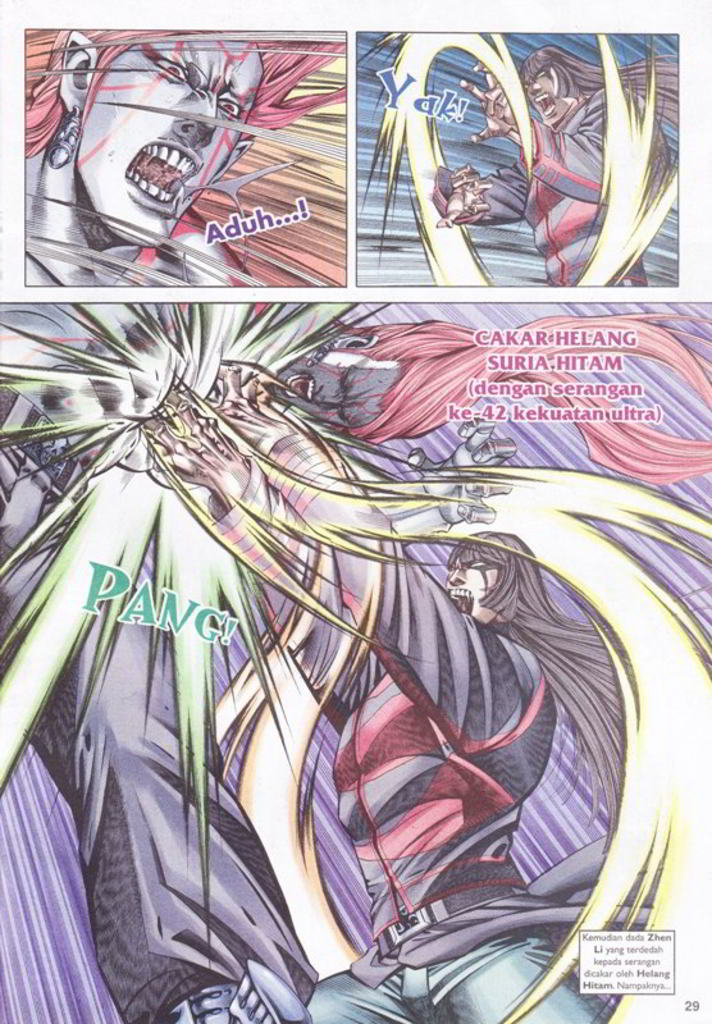 Aduh...!
Yak!
CAKAR HELANG
SURIA HITAM
(dengan serangan
ke-42 kekuatan ultra)
PANG!
Kemudian dada Zhen
Li yang terdedah
kepada serangan
dicakar oleh Helang
Hitam. Nampaknya...
29